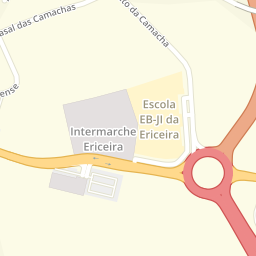 asal das Camachas
to da Camacha
ense
Escola
EB-JI da
Ericeira
Intermarche
Ericeira